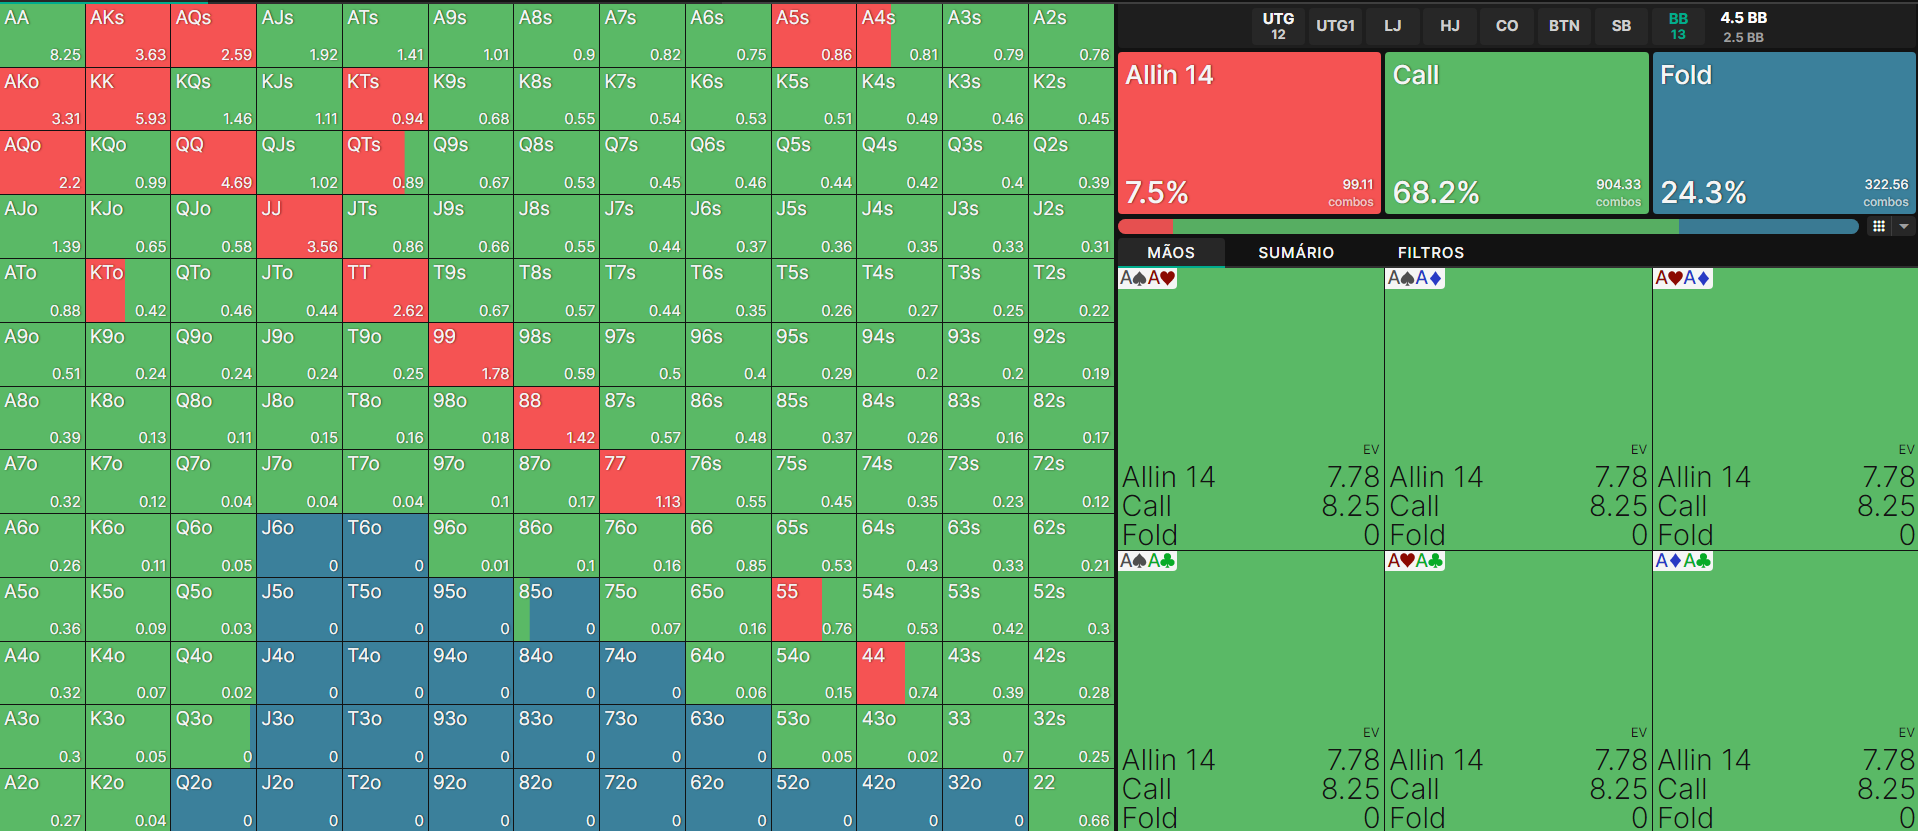 AA AKs AQs AJs ATs A9s A8s A7s A6s A5s A4s A3s A2s
8.25 3.63 2.59 1.92 1.41 1.01 0.9 0.82 0.75 0.86 0.81 0.79 0.76
AKo KK KQs KJs KTs K9s K8s K7s K6s K5s K4s K3s K2s
3.31 5.93 1.46 1.11 0.94 0.68 0.55 0.54 0.53 0.51 0.49 0.46 0.45
AQo KQo QQ QJs QTs Q9s Q8s Q7s Q6s Q5s Q4s Q3s Q2s
2.2 0.99 4.69 1.02 0.89 0.67 0.53 0.45 0.46 0.44 0.42 0.4 0.39
AJo KJo QJo JJ JTs J9s J8s J7s J6s J5s J4s J3s J2s
1.39 0.65 0.58 3.56 0.86 0.66 0.55 0.44 0.37 0.36 0.35 0.33 0.31
ATo KTo QTo JTo TT T9s T8s T7s T6s T5s T4s T3s T2s
0.88 0.42 0.46 0.44 2.62 0.67 0.57 0.44 0.35 0.26 0.27 0.25 0.22
A9o K9o Q9o J9o T9o 99 98s 97s 96s 95s 94s 93s 92s
0.51 0.24 0.24 0.24 0.25 1.78 0.59 0.5 0.4 0.29 0.2 0.2 0.19
A8o K8o Q8o J8o T8o 98o 88 87s 86s 85s 84s 83s 82s
0.39 0.13 0.11 0.15 0.16 0.18 1.42 0.57 0.48 0.37 0.26 0.16 0.17
A7o K7o Q7o J7o T7o 97o 87o 77 76s 75s 74s 73s 72s
0.32 0.12 0.04 0.04 0.04 0.1 0.17 1.13 0.55 0.45 0.35 0.23 0.12
A6o K6o Q6o J6o T6o 96o 86o 76o 66 65s 64s 63s 62s
0.26 0.11 0.05 0 0 0.01 0.1 0.16 0.85 0.53 0.43 0.33 0.21
A5o K5o Q5o J5o T5o 95o 85o 75o 65o 55 54s 53s 52s
0.36 0.09 0.03 0 0 0 0 0.07 0.16 0.76 0.53 0.42 0.3
A4o K4o Q4o J4o T4o 94o 84o 74o 64o 54o 44 43s 42s
0.32 0.07 0.02 0 0 0 0 0 0.06 0.15 0.74 0.39 0.28
A3o K3o Q3o J3o T3o 93o 83o 73o 63o 53o 43o 33 32s
0.3 0.05 0 0 0 0 0 0 0 0.05 0.02 0.7 0.25
A2o K2o Q2o J2o T2o 92o 82o 72o 62o 52o 42o 32o 22
0.27 0.04 0 0 0 0 0 0 0 0 0 0 0.66
UTG UTG1 LJ HJ CO BTN SB BB 4.5 BB
12 13 2.5 BB
Allin 14 Call Fold
7.5% 99.11 combos 68.2% 904.33 combos 24.3% 322.56 combos
MÃOS SUMÁRIO FILTROS
A♠A♥ A♠A♦ A♥A♦
EV EV EV
Allin 14 7.78 Allin 14 7.78 Allin 14 7.78
Call 8.25 Call 8.25 Call 8.25
Fold 0 Fold 0 Fold 0
A♠A♣ A♥A♣ A♦A♣
EV EV EV
Allin 14 7.78 Allin 14 7.78 Allin 14 7.78
Call 8.25 Call 8.25 Call 8.25
Fold 0 Fold 0 Fold 0